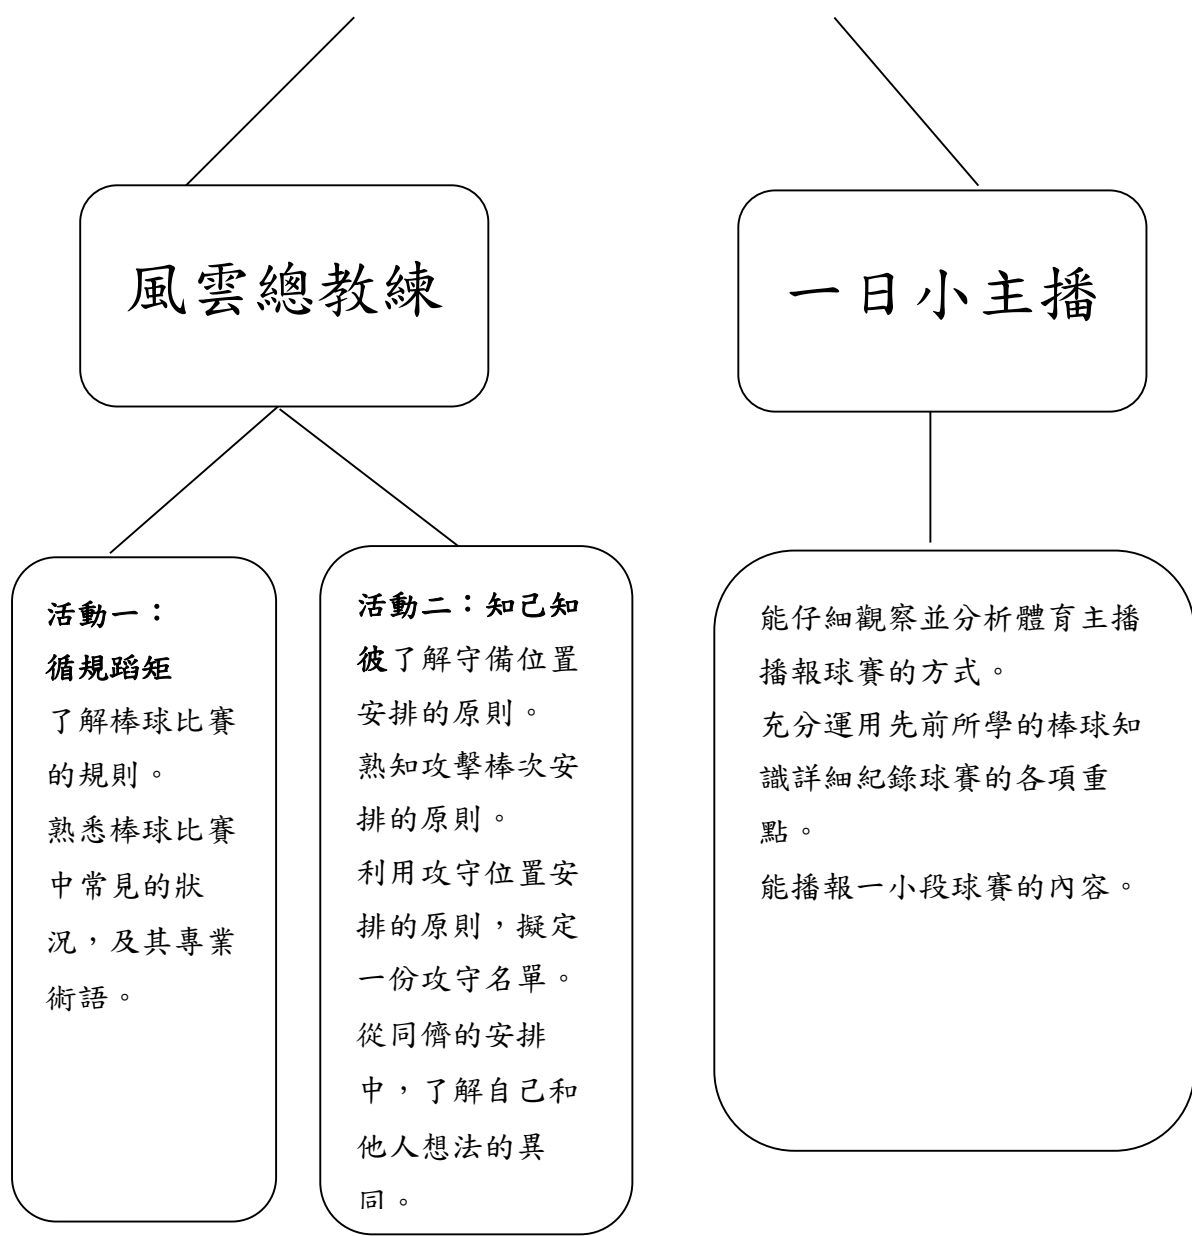 風雲總教練
一日小主播
活動一：
循規蹈矩
了解棒球比賽
的規則。
熟悉棒球比賽
中常見的狀
況，及其專業
術語。
活動二：知己知
彼了解守備位置
安排的原則。
熟知攻擊棒次安
排的原則。
利用攻守位置安
排的原則，擬定
一份攻守名單。
從同儕的安排
中，了解自己和
他人想法的異
同。
能仔細觀察並分析體育主播
播報球賽的方式。
充分運用先前所學的棒球知
識詳細紀錄球賽的各項重
點。
能播報一小段球賽的內容。